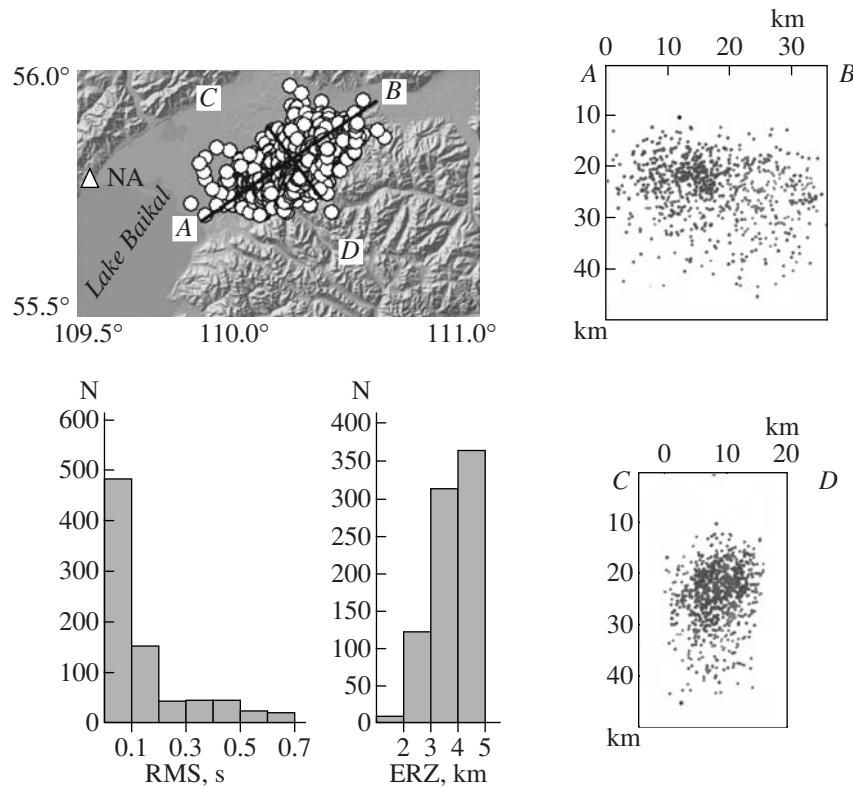 56.0°
55.5°
109.5° 110.0° 111.0°
C
B
NA
A
D
Lake Baikal
km
0 10 20 30
A B
10
20
30
40
km
N
600
500
400
300
200
100
0
0.1 0.3 0.5 0.7
RMS, s
N
400
350
300
250
200
150
100
50
0
2 3 4 5
ERZ, km
km
0 10 20
C D
10
20
30
40
km